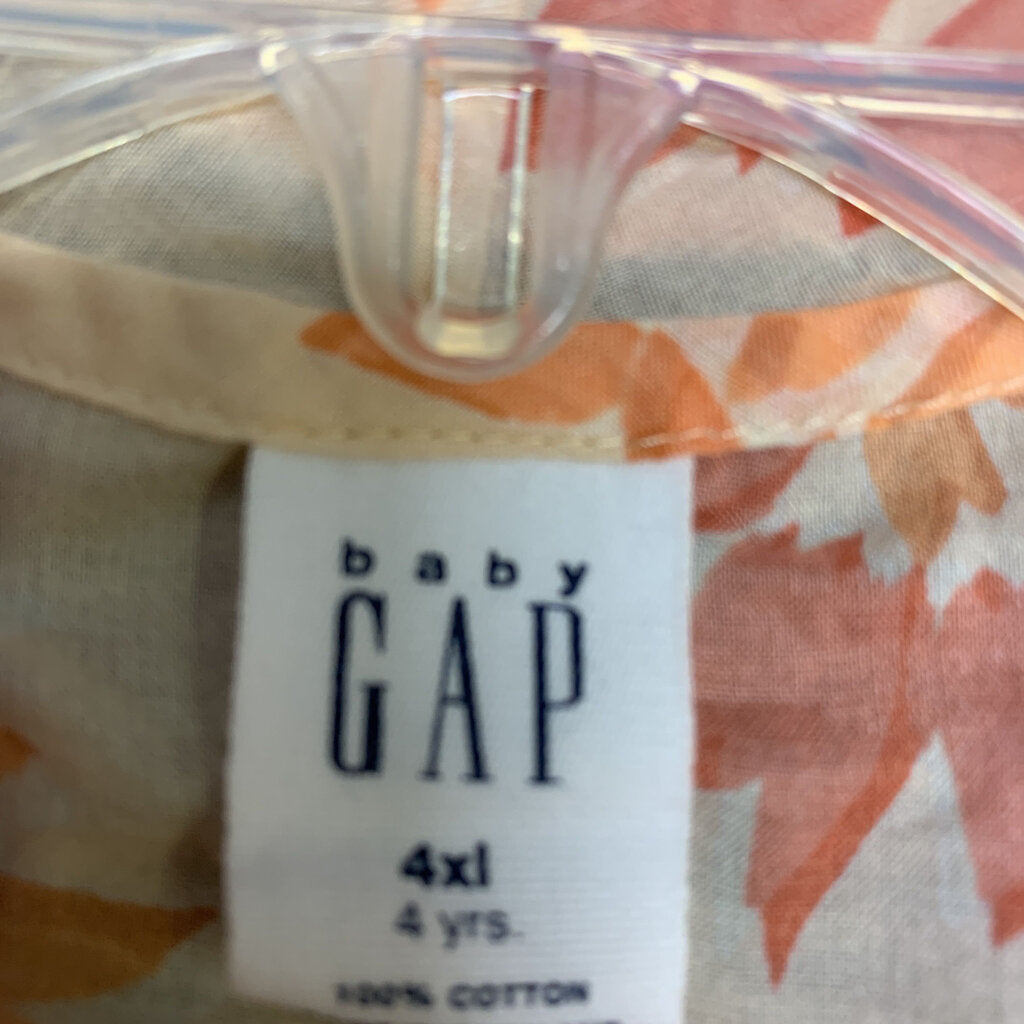 baby
GAP
4xl
4 yrs.
100% COTTON